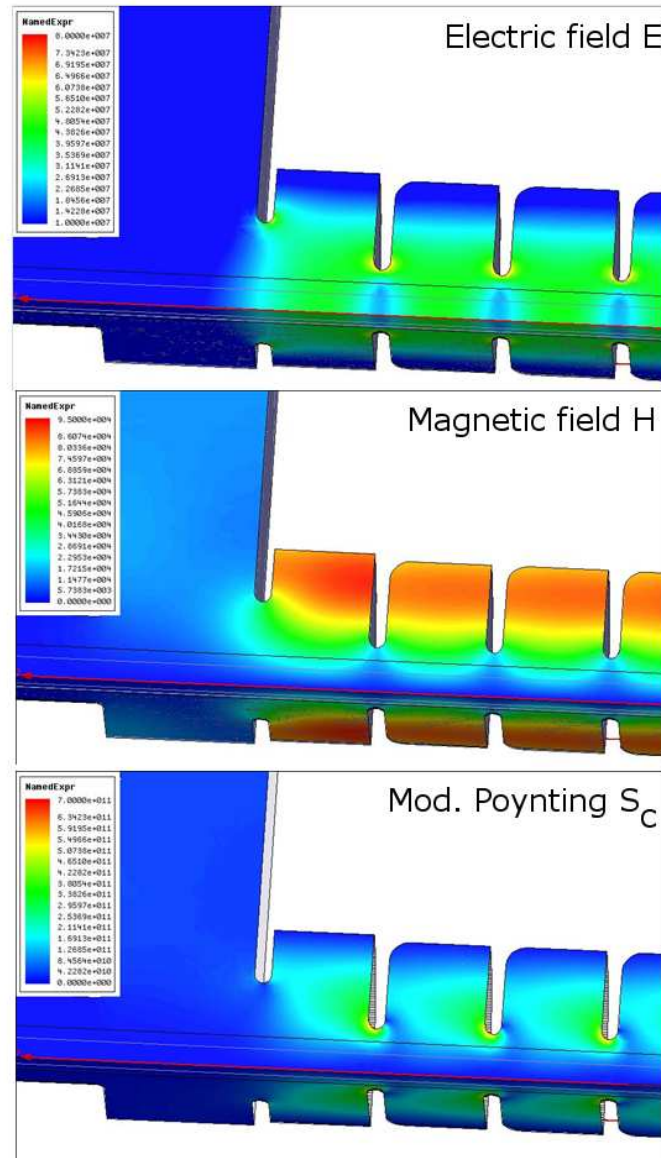 NamedExpr
8.0000e+007
7.3423e+007
6.9195e+007
6.4966e+007
6.0738e+007
5.6510e+007
5.2282e+007
4.8054e+007
4.3826e+007
3.9597e+007
3.5369e+007
3.1141e+007
2.6913e+007
2.2685e+007
1.8456e+007
1.4228e+007
1.0000e+007
Electric field E
NamedExpr
9.5000e+004
8.6074e+004
8.0336e+004
7.4597e+004
6.8859e+004
6.3121e+004
5.7383e+004
5.1644e+004
4.5906e+004
4.0168e+004
3.4430e+004
2.8691e+004
2.2953e+004
1.7215e+004
1.1477e+004
5.7383e+003
0.0000e+000
Magnetic field H
NamedExpr
7.0000e+011
6.3423e+011
5.9195e+011
5.4966e+011
5.0738e+011
4.6510e+011
4.2282e+011
3.8054e+011
3.3826e+011
2.9597e+011
2.5369e+011
2.1141e+011
1.6913e+011
1.2685e+011
8.4564e+010
4.2282e+010
0.0000e+000
Mod. Poynting S_C